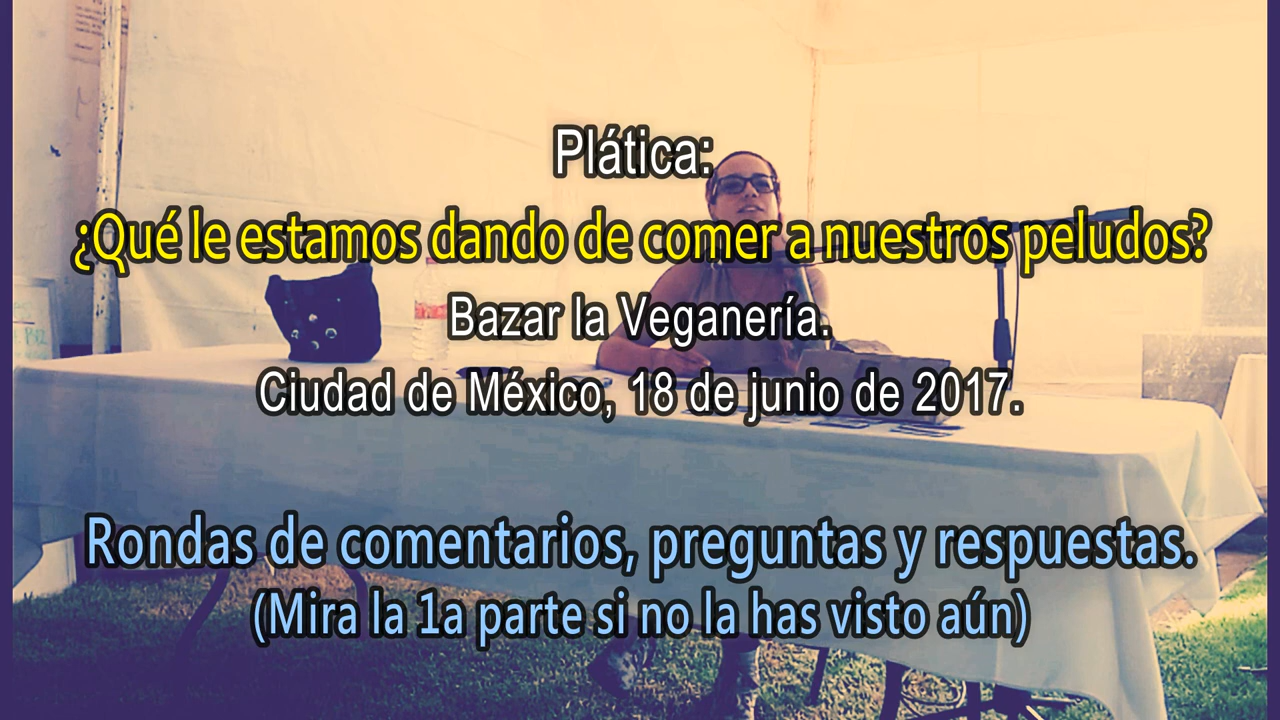 Plática:
¿Qué le estamos dando de comer a nuestros peludos?
Bazar la Veganería.
Ciudad de México, 18 de junio de 2017.
Rondas de comentarios, preguntas y respuestas.
(Mira la 1a parte si no la has visto aún)